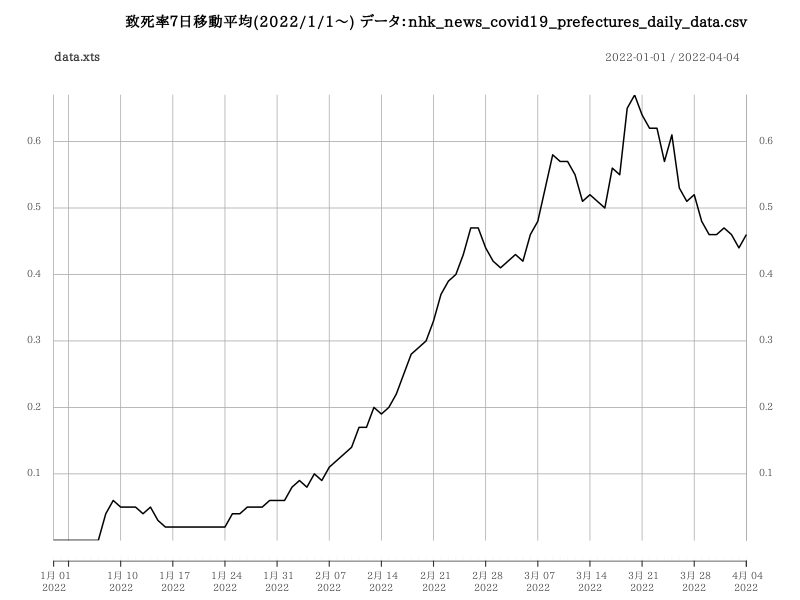 致死率7日移動平均(2022/1/1～) データ:nhk_news_covid19_prefectures_daily_data.csv
data.xts 2022-01-01 / 2022-04-04
0.6 0.6
0.5 0.5
0.4 0.4
0.3 0.3
0.2 0.2
0.1 0.1
1月 01 1月 10 1月 17 1月 24 1月 31 2月 07 2月 14 2月 21 2月 28 3月 07 3月 14 3月 21 3月 28 4月 04
2022 2022 2022 2022 2022 2022 2022 2022 2022 2022 2022 2022 2022 2022